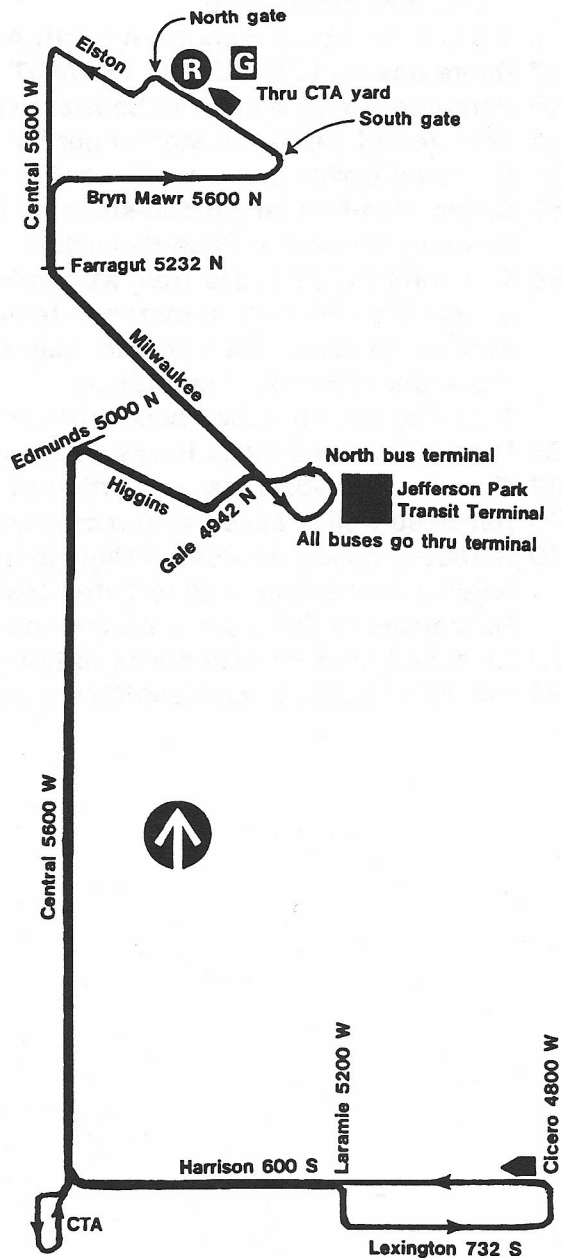 North gate
Elston
R
G
Thru CTA yard
South gate
Central 5600 W
Bryn Mawr 5600 N
Farragut 5232 N
Milwaukee
Edmunds 5000 N
Higgins
Gale 4942 N
North bus terminal
Jefferson Park
Transit Terminal
All buses go thru terminal
Central 5600 W
Laramie 5200 W
Cicero 4800 W
Harrison 600 S
CTA
Lexington 732 S